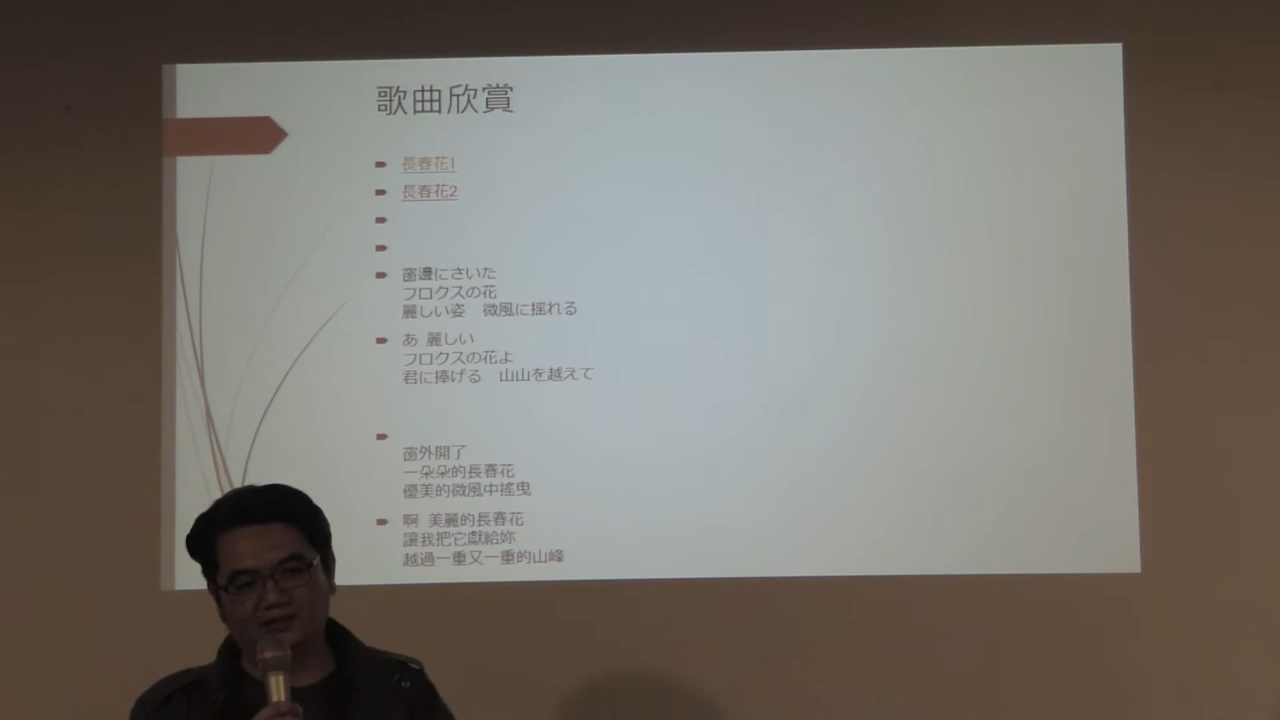 歌曲欣賞
長春花1
長春花2
窗邊にさいた
フロクスの花
麗しい姿　微風に揺れる
あ 麗しい
フロクスの花よ
君に捧げる　山山を越えて
窗外開了
一朵朵的長春花
優美的微風中搖曳
啊 美麗的長春花
讓我把它獻給妳
越過一重又一重的山峰